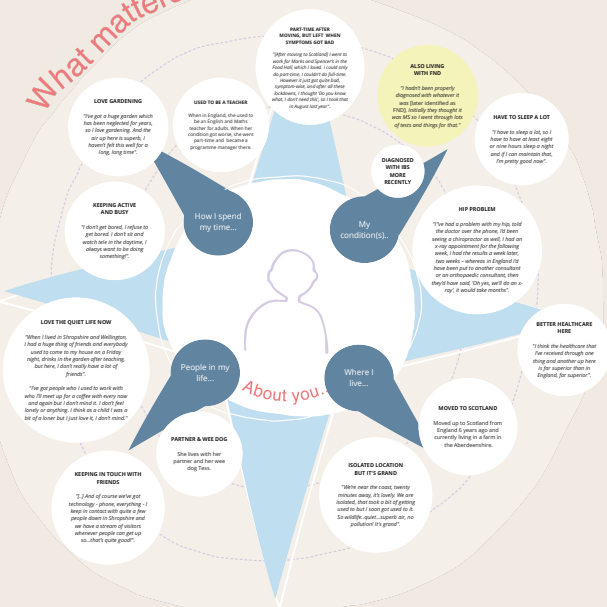 What matters
PART-TIME AFTER
MOVING, BUT LEFT WHEN
SYMPTOMS GOT BAD
"[After moving to Scotland] I went to
work for Marks and Spencer's in the
Food Hall, which I loved. I could only
do part-time, I couldn't do full-time.
However it just got quite bad,
symptom-wise, and after all these
lockdowns, I thought 'Do you know
what, I don't need this', so I took that
in August last year".
ALSO LIVING
WITH FND
"I hadn't been properly
diagnosed with whatever it
was [later identified as
FND]. Initially they thought it
was MS so I went through lots
of tests and things for that."
LOVE GARDENING
"I've got a huge garden which
has been neglected for years,
so I love gardening. And the
air up here is superb, I
haven't felt this well for a
long, long time".
USED TO BE A TEACHER
When in England, she used to
be an English and Maths
teacher for adults. When her
condition got worse, she went
part-time and became a
programme manager there.
HAVE TO SLEEP A LOT
"I have to sleep a lot, so I
have to have at least eight
or nine hours sleep a night
and if I can maintain that,
I'm pretty good now".
DIAGNOSED
WITH IBS
MORE
RECENTLY
KEEPING ACTIVE
AND BUSY
"I don't get bored, I refuse to
get bored. I don't sit and
watch tele in the daytime, I
always want to be doing
something!".
How I spend
my time...
My
condition(s)..
HIP PROBLEM
"I've had a problem with my hip, told
the doctor over the phone, I'd been
seeing a chiropractor as well, I had an
x-ray appointment for the following
week, I had the results a week later,
two weeks – whereas in England I'd
have been put to another consultant
or an orthopaedic consultant, then
they'd have said, 'Oh yes, we'll do an x-
ray', it would take months".
LOVE THE QUIET LIFE NOW
"When I lived in Shropshire and Wellington,
I had a huge thing of friends and everybody
used to come to my house on a Friday
night, drinks in the garden after teaching,
but here, I don't really have a lot of
friends".
"I've got people who I used to work with
who I'll meet up for a coffee with every now
and again but I don't mind it. I don't feel
lonely or anything. I think as a child I was a
bit of a loner but I just love it, I don't mind."
BETTER HEALTHCARE
HERE
"I think the healthcare that
I've received through one
thing and another up here
is far superior than in
England, far superior".
People in my
life...
Where I
live...
About you...
PARTNER & WEE DOG
She lives with her
partner and her wee
dog Tess.
MOVED TO SCOTLAND
Moved up to Scotland from
England 6 years ago and
currently living in a farm in
the Aberdeenshire.
KEEPING IN TOUCH WITH
FRIENDS
"[..] And of course we've got
technology - phone, everything - I
keep in contact with quite a few
people down in Shropshire and
we have a stream of visitors
whenever people can get up
so...that's quite good!".
ISOLATED LOCATION
BUT IT'S GRAND
"We're near the coast, twenty
minutes away, it's lovely. We are
isolated, that took a bit of getting
used to but I soon got used to it.
So wildlife..quiet...superb air, no
pollution! It's grand".